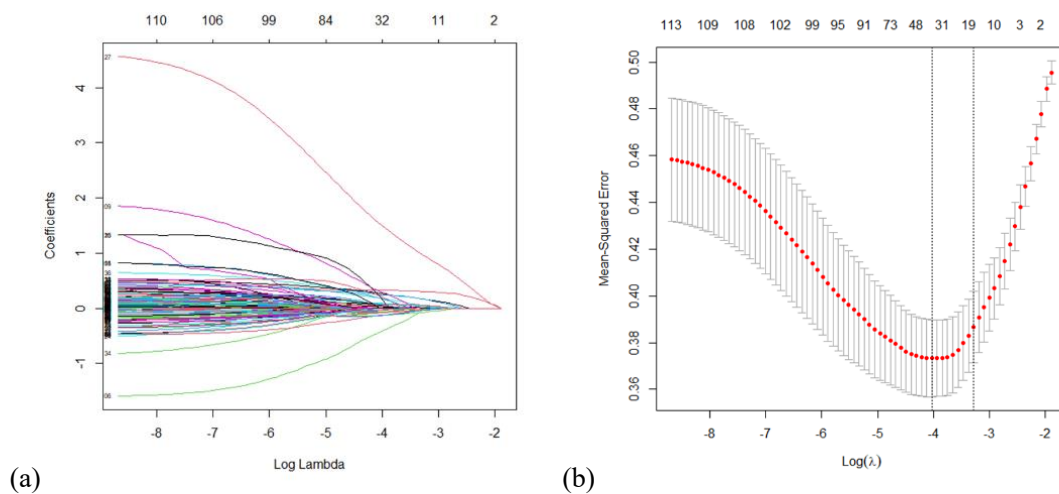 110 106 99 84 32 11 2
4
3
2
1
0
-1
Coefficients
-8 -7 -6 -5 -4 -3 -2
Log Lambda
(a)
113 109 108 102 99 95 91 73 48 31 19 10 3 2
0.50
0.48
0.46
0.44
0.42
0.40
0.38
0.36
Mean-Squared Error
-8 -7 -6 -5 -4 -3 -2
Log(λ)
(b)